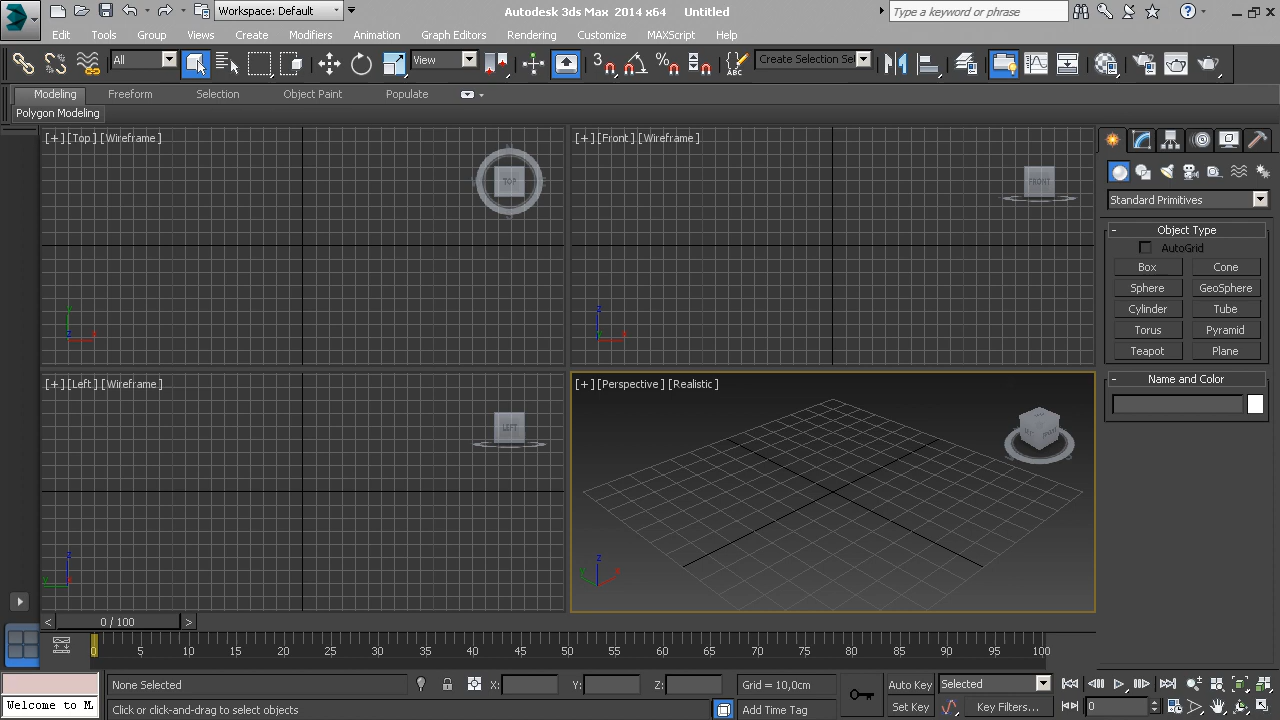 Workspace: Default
Autodesk 3ds Max 2014 x64 Untitled
Type a keyword or phrase
Edit Tools Group Views Create Modifiers Animation Graph Editors Rendering Customize MAXScript Help
All
View
3
Create Selection Se
Modeling Freeform Selection Object Paint Populate
Polygon Modeling
[+] [Top] [Wireframe]
TOP
[+] [Front] [Wireframe]
FRONT
Standard Primitives
- Object Type
AutoGrid
Box Cone
Sphere GeoSphere
Cylinder Tube
Torus Pyramid
Teapot Plane
- Name and Color
z
x
[+] [Left] [Wireframe]
LEFT
[+] [Perspective] [Realistic]
z
y
z
y x
< 0 / 100 >
0 5 10 15 20 25 30 35 40 45 50 55 60 65 70 75 80 85 90 95 100
None Selected X: Y: Z: Grid = 10,0cm Auto Key Selected
Welcome to M
Click or click-and-drag to select objects Add Time Tag Set Key Key Filters... 0